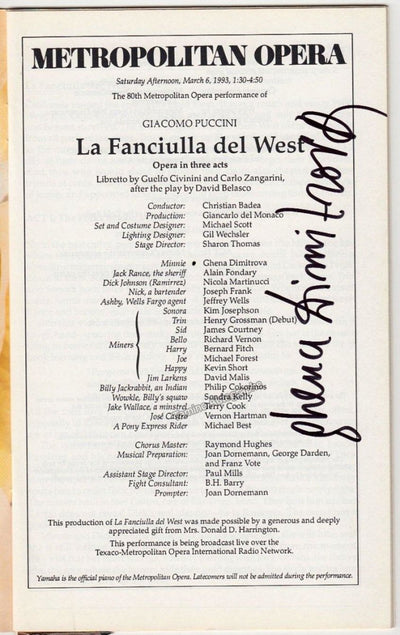 METROPOLITAN OPERA
Saturday Afternoon, March 6, 1993, 1:30-4:50
The 80th Metropolitan Opera performance of
GIACOMO PUCCINI
La Fanciulla del West
Opera in three acts
Libretto by Guelfo Civinini and Carlo Zangarini,
after the play by David Belasco
Conductor: Christian Badea
Production: Giancarlo del Monaco
Set and Costume Designer: Michael Scott
Lighting Designer: Gil Wechsler
Stage Director: Sharon Thomas
Minnie • Ghena Dimitrova
Jack Rance, the sheriff Alain Fondary
Dick Johnson (Ramirrez) Nicola Martinucci
Nick, a bartender Joseph Frank
Ashby, Wells Fargo agent Jeffrey Wells
Miners
Sonora Kim Josephson
Trin Henry Grossman (Debut)
Sid James Courtney
Bello Richard Vernon
Harry Bernard Fitch
Joe Michael Forest
Happy Kevin Short
Jim Larkens David Malis
Billy Jackrabbit, an Indian Philip Cokorinos
Wowkle, Billy's squaw Sondra Kelly
Jake Wallace, a minstrel Terry Cook
José Castro Vernon Hartman
A Pony Express Rider Michael Best
Chorus Master: Raymond Hughes
Musical Preparation: Joan Dornemann, George Darden,
and Franz Vote
Assistant Stage Director: Paul Mills
Fight Consultant: B.H. Barry
Prompter: Joan Dornemann
This production of La Fanciulla del West was made possible by a generous and deeply
appreciated gift from Mrs. Donald D. Harrington.
This performance is being broadcast live over the
Texaco-Metropolitan Opera International Radio Network.
Yamaha is the official piano of the Metropolitan Opera. Latecomers will not be admitted during the performance.
Ghena Dimitrova